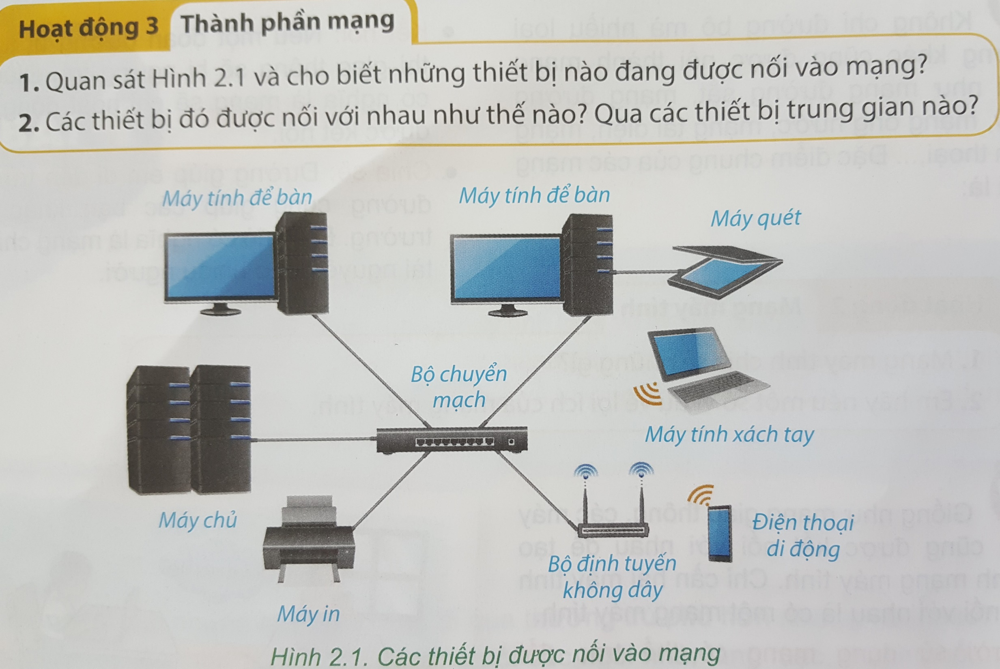 Hoạt động 3 Thành phần mạng
1. Quan sát Hình 2.1 và cho biết những thiết bị nào đang được nối vào mạng?
2. Các thiết bị đó được nối với nhau như thế nào? Qua các thiết bị trung gian nào?
Máy tính để bàn
Máy tính để bàn
Máy quét
Bộ chuyển
mạch
Máy tính xách tay
Máy chủ
Điện thoại
di động
Bộ định tuyến
không dây
Máy in
Hình 2.1. Các thiết bị được nối vào mạng